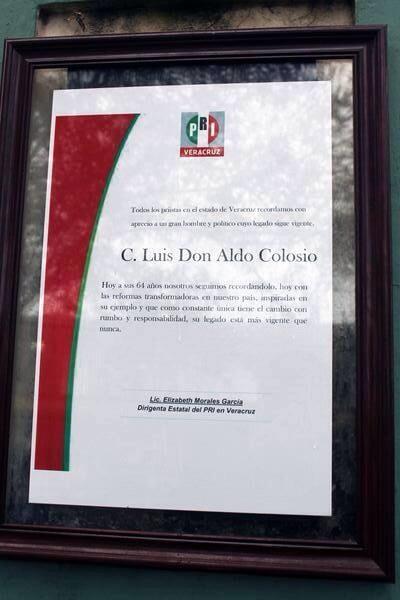 PRI
VERACRUZ
Todos los priistas en el estado de Veracruz recordamos con
aprecio a un gran hombre y político cuyo legado sigue vigente.
C. Luis Don Aldo Colosio
Hoy a sus 64 años nosotros seguimos recordándolo, hoy con
las reformas transformadoras en nuestro país, inspiradas en
su ejemplo y que como constante única tiene el cambio con
rumbo y responsabilidad, su legado está más vigente que
nunca.
Lic. Elizabeth Morales García
Dirigenta Estatal del PRI en Veracruz